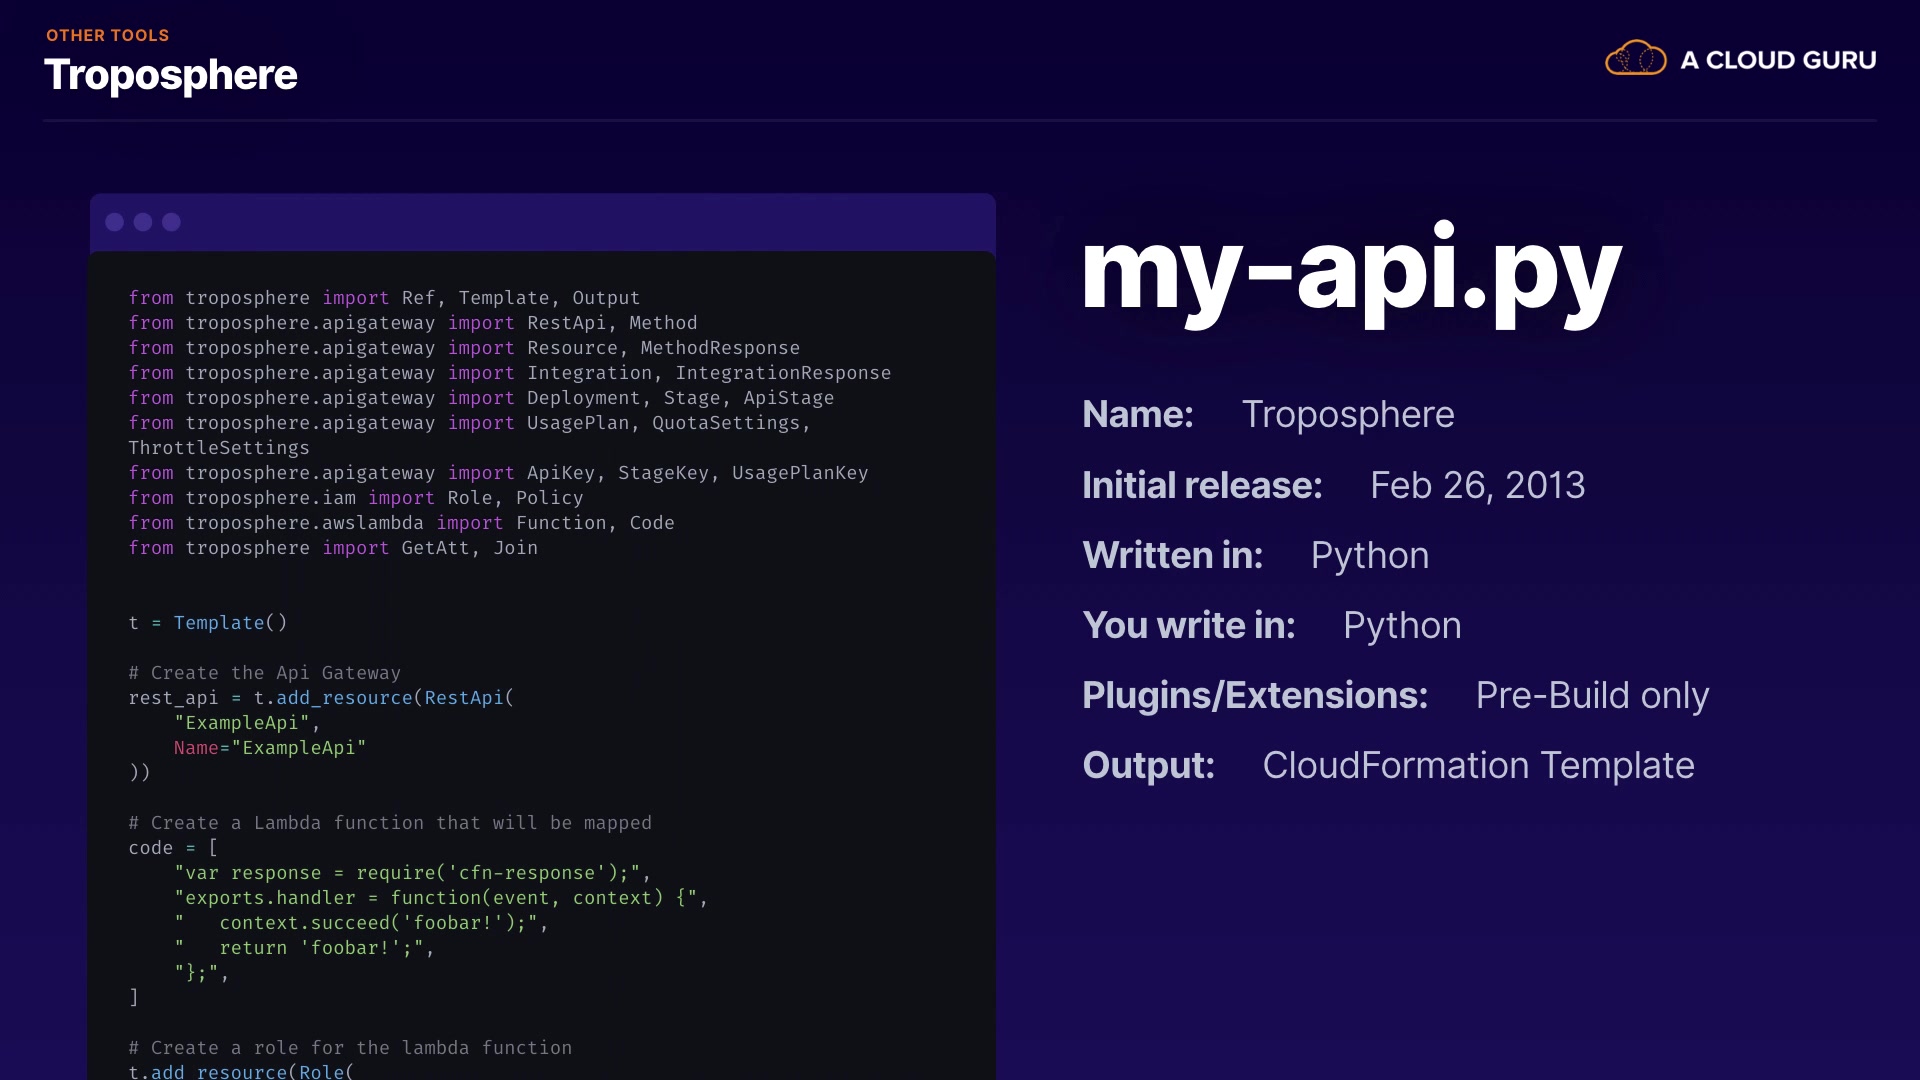 OTHER TOOLS
Troposphere
A CLOUD GURU
from troposphere import Ref, Template, Output
from troposphere.apigateway import RestApi, Method
from troposphere.apigateway import Resource, MethodResponse
from troposphere.apigateway import Integration, IntegrationResponse
from troposphere.apigateway import Deployment, Stage, ApiStage
from troposphere.apigateway import UsagePlan, QuotaSettings,
ThrottleSettings
from troposphere.apigateway import ApiKey, StageKey, UsagePlanKey
from troposphere.iam import Role, Policy
from troposphere.awslambda import Function, Code
from troposphere import GetAtt, Join
t = Template()
# Create the Api Gateway
rest_api = t.add_resource(RestApi(
    "ExampleApi",
    Name="ExampleApi"
))
# Create a Lambda function that will be mapped
code = [
    "var response = require('cfn-response');",
    "exports.handler = function(event, context) {",
    "   context.succeed('foobar!');",
    "   return 'foobar!';",
    "};",
]
# Create a role for the lambda function
t.add_resource(Role(
my-api.py
Name: Troposphere
Initial release: Feb 26, 2013
Written in: Python
You write in: Python
Plugins/Extensions: Pre-Build only
Output: CloudFormation Template